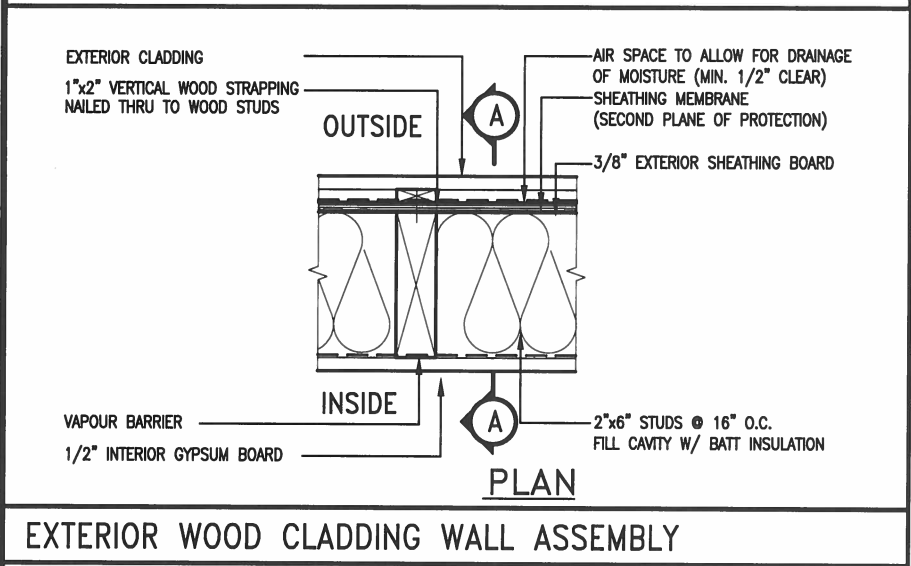 EXTERIOR CLADDING
1"x2" VERTICAL WOOD STRAPPING
NAILED THRU TO WOOD STUDS
OUTSIDE
A
AIR SPACE TO ALLOW FOR DRAINAGE
OF MOISTURE (MIN. 1/2" CLEAR)
SHEATHING MEMBRANE
(SECOND PLANE OF PROTECTION)
3/8" EXTERIOR SHEATHING BOARD
INSIDE
VAPOUR BARRIER
1/2" INTERIOR GYPSUM BOARD
A
2"x6" STUDS @ 16" O.C.
FILL CAVITY W/ BATT INSULATION
PLAN
EXTERIOR WOOD CLADDING WALL ASSEMBLY